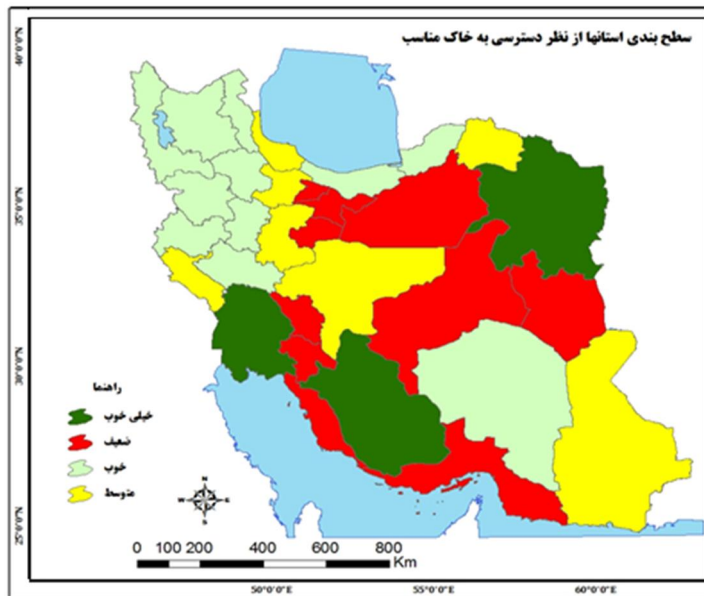 سطح بندی استانها از نظر دسترسی به خاک مناسب
40°0'0"N
35°0'0"N
30°0'0"N
25°0'0"N
راهنما
خیلی خوب
ضعیف
خوب
متوسط
N
W E
S
0 100 200 400 600 800
Km
50°0'0"E 55°0'0"E 60°0'0"E